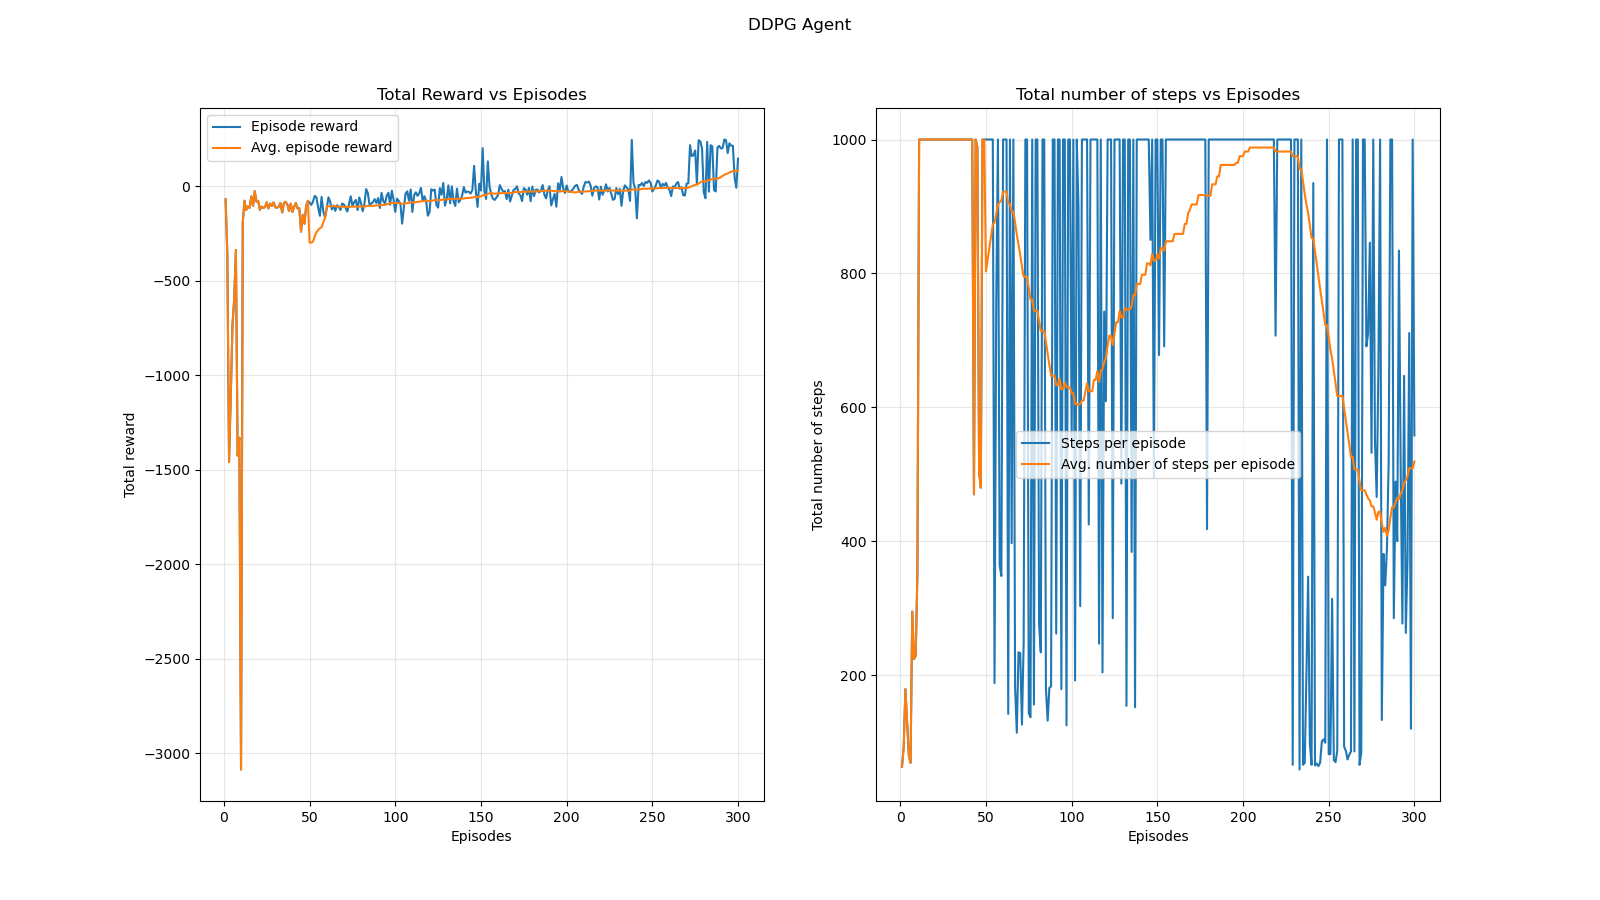 DDPG Agent
Total Reward vs Episodes
Episode reward
Avg. episode reward
0
−500
−1000
−1500
−2000
−2500
−3000
Total reward
0 50 100 150 200 250 300
Episodes
Total number of steps vs Episodes
1000
800
600
400
200
Total number of steps
Steps per episode
Avg. number of steps per episode
0 50 100 150 200 250 300
Episodes